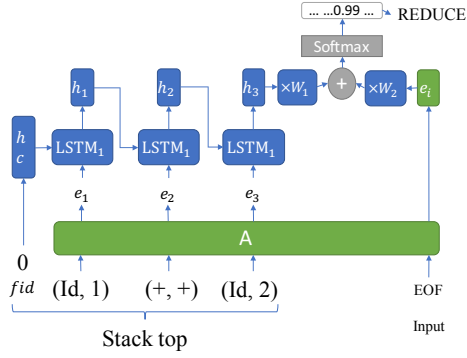 ... ...0.99 ...
REDUCE
Softmax
h₁
h₂
h₃
×W₁
+
×W₂
eᵢ
h
c
LSTM₁
LSTM₁
LSTM₁
e₁
e₂
e₃
A
0
fid
(Id, 1)
(+, +)
(Id, 2)
EOF
Stack top
Input